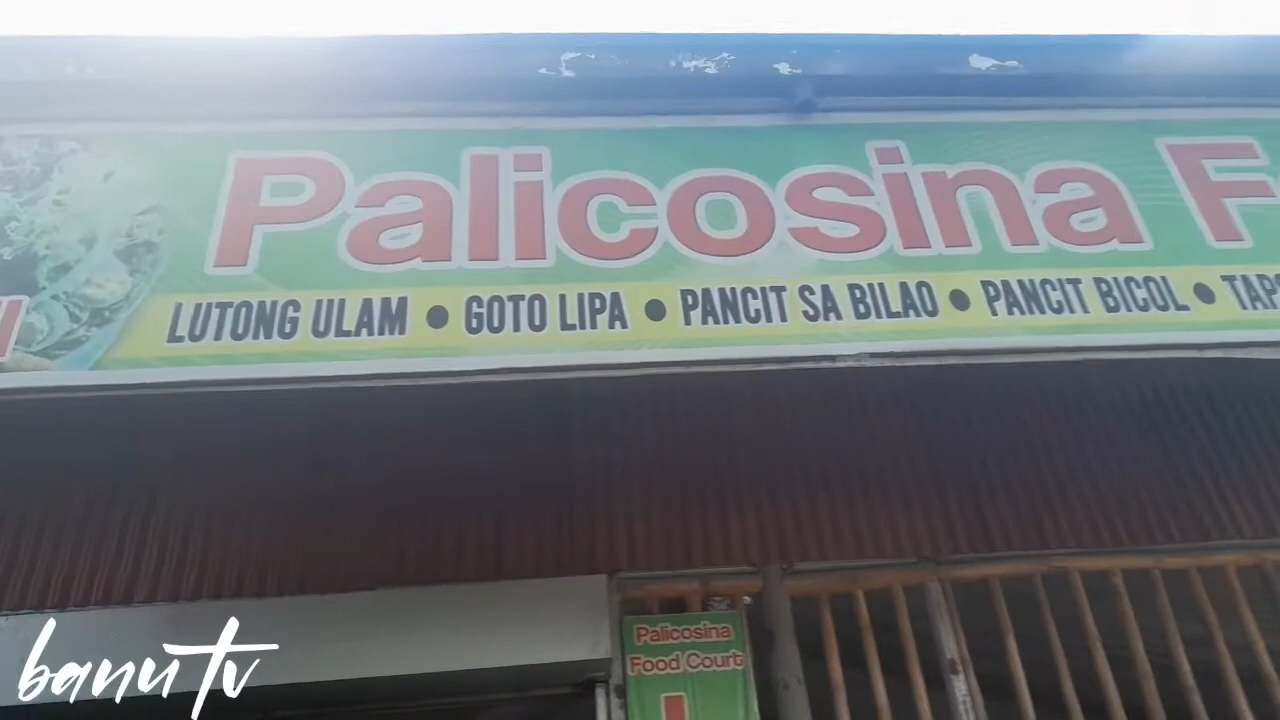 Palicosina
LUTONG ULAM • GOTO LIPA • PANCIT SA BILAO • PANCIT BICOL •
Palicosina
Food Court
banu tv